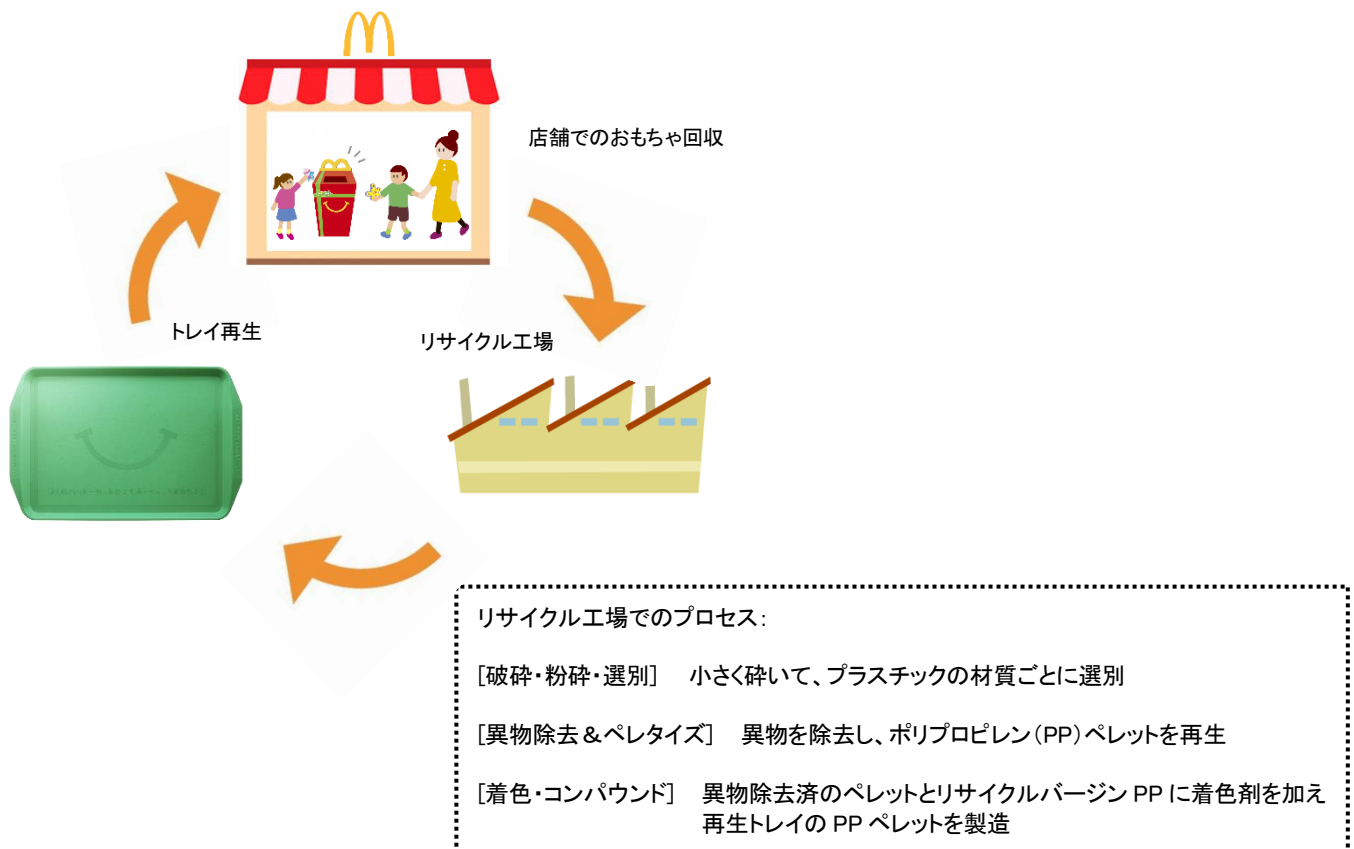 店舗でのおもちゃ回収
トレイ再生
リサイクル工場
リサイクル工場でのプロセス:
[破砕・粉砕・選別] 小さく砕いて、プラスチックの材質ごとに選別
[異物除去&ペレタイズ] 異物を除去し、ポリプロピレン(PP)ペレットを再生
[着色・コンパウンド] 異物除去済のペレットとリサイクルバージン PP に着色剤を加え
再生トレイの PP ペレットを製造